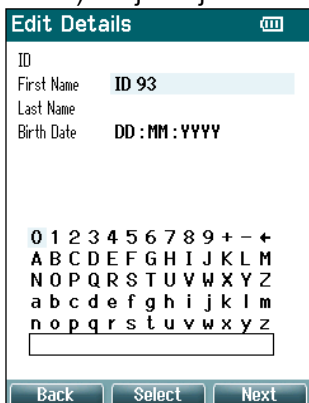 Edit Details
ID
First Name ID 93
Last Name
Birth Date DD : MM : YYYY
0 1 2 3 4 5 6 7 8 9 + - ←
A B C D E F G H I J K L M
N O P Q R S T U V W X Y Z
a b c d e f g h i j k l m
n o p q r s t u v w x y z
Back Select Next